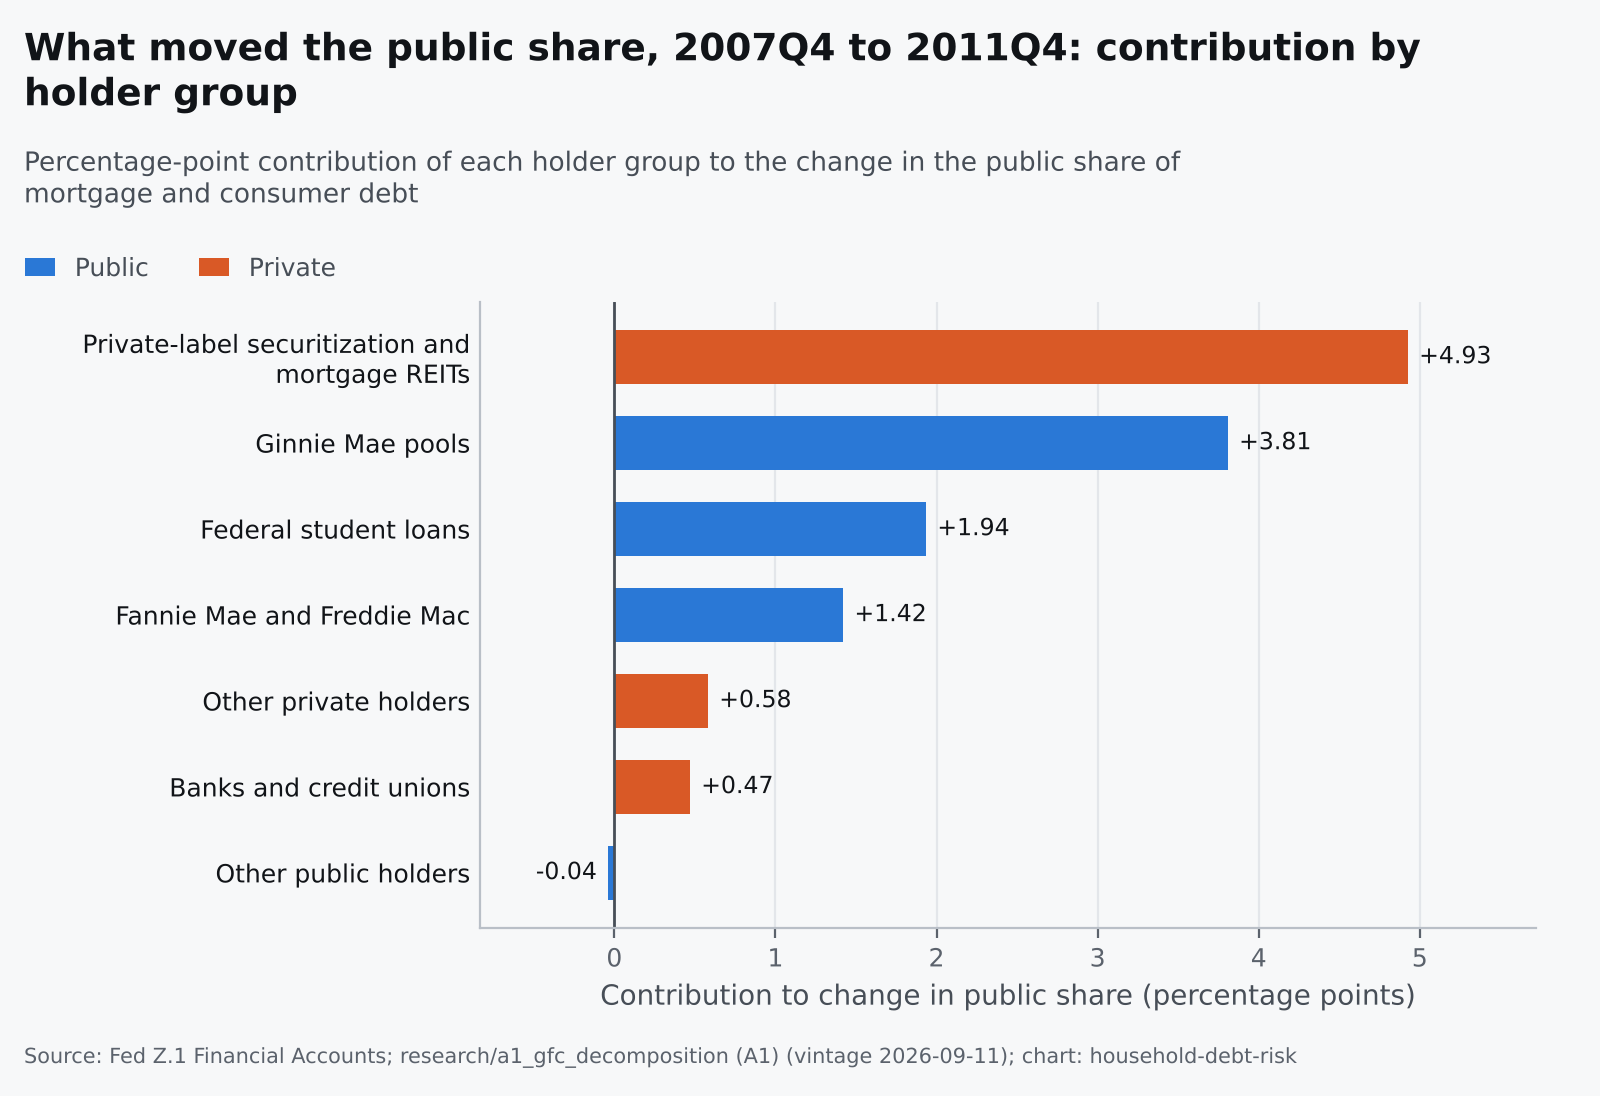 What moved the public share, 2007Q4 to 2011Q4: contribution by
holder group
Percentage-point contribution of each holder group to the change in the public share of
mortgage and consumer debt
Public
Private
Private-label securitization and
mortgage REITs
+4.93
Ginnie Mae pools
+3.81
Federal student loans
+1.94
Fannie Mae and Freddie Mac
+1.42
Other private holders
+0.58
Banks and credit unions
+0.47
Other public holders
-0.04
0 1 2 3 4 5
Contribution to change in public share (percentage points)
Source: Fed Z.1 Financial Accounts; research/a1_gfc_decomposition (A1) (vintage 2026-09-11); chart: household-debt-risk